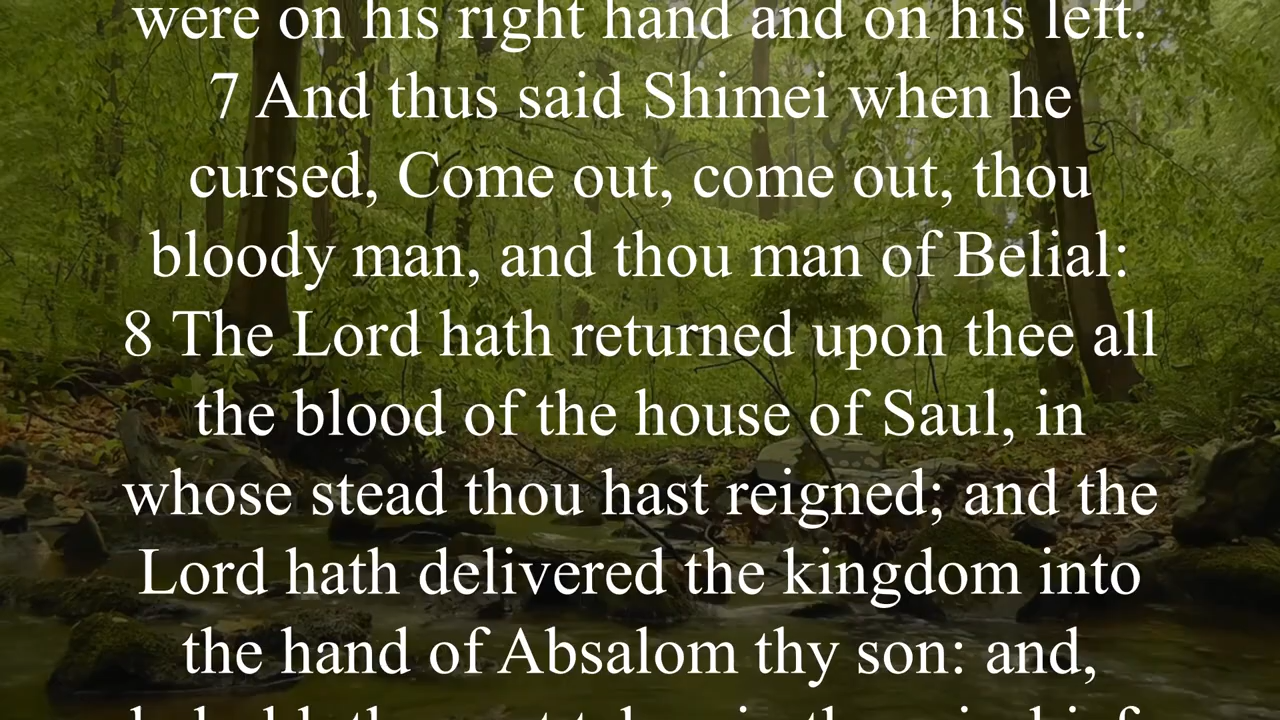 were on his right hand and on his left.
7 And thus said Shimei when he
cursed, Come out, come out, thou
bloody man, and thou man of Belial:
8 The Lord hath returned upon thee all
the blood of the house of Saul, in
whose stead thou hast reigned; and the
Lord hath delivered the kingdom into
the hand of Absalom thy son: and,